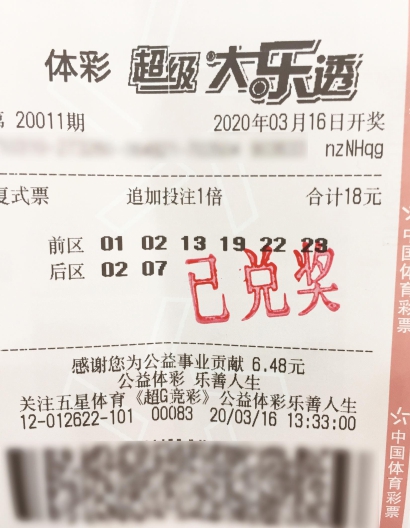 体彩 超级大乐透
第 20011期 2020年03月16日开奖
nzNHqg
复式票 追加投注1倍 合计18元
前区 01 02 13 19 22 23
后区 02 07
已兑奖
感谢您为公益事业贡献 6.48元
公益体彩 乐善人生
关注五星体育《超G竞彩》公益体彩乐善人生
12-012622-101 00083 20/03/16 13:33:00
中国体育彩票
中国体育彩票